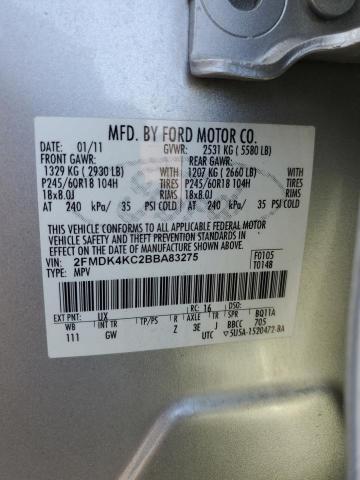 MFD. BY FORD MOTOR CO.
DATE: 01/11 GVWR: 2531 KG ( 5580 LB)
FRONT GAWR: REAR GAWR:
1329 KG ( 2930 LB) WITH 1207 KG ( 2660 LB) WITH
P245/60R18 104H TIRES P245/60R18 104H TIRES
18x8.0J RIMS 18x8.0J RIMS
AT 240 kPa/ 35 PSI COLD AT 240 kPa/ 35 PSI COLD
THIS VEHICLE CONFORMS TO ALL APPLICABLE FEDERAL MOTOR
VEHICLE SAFETY AND THEFT PREVENTION STANDARDS IN EFFECT
ON THE DATE OF MANUFACTURE SHOWN ABOVE.
VEHICLE IDENTIFICATION NO.:
VIN: 2FMDK4KC2BBA83275 F0105
TYPE: MPV T0148
EXT PNT: UX RC: 16 DSO:
WB INT TR TP/PS R AXLE TR SPR BQ11A
111 GW Z 3E J BBCC 705
UTC ▽5U5A-1520472-BA